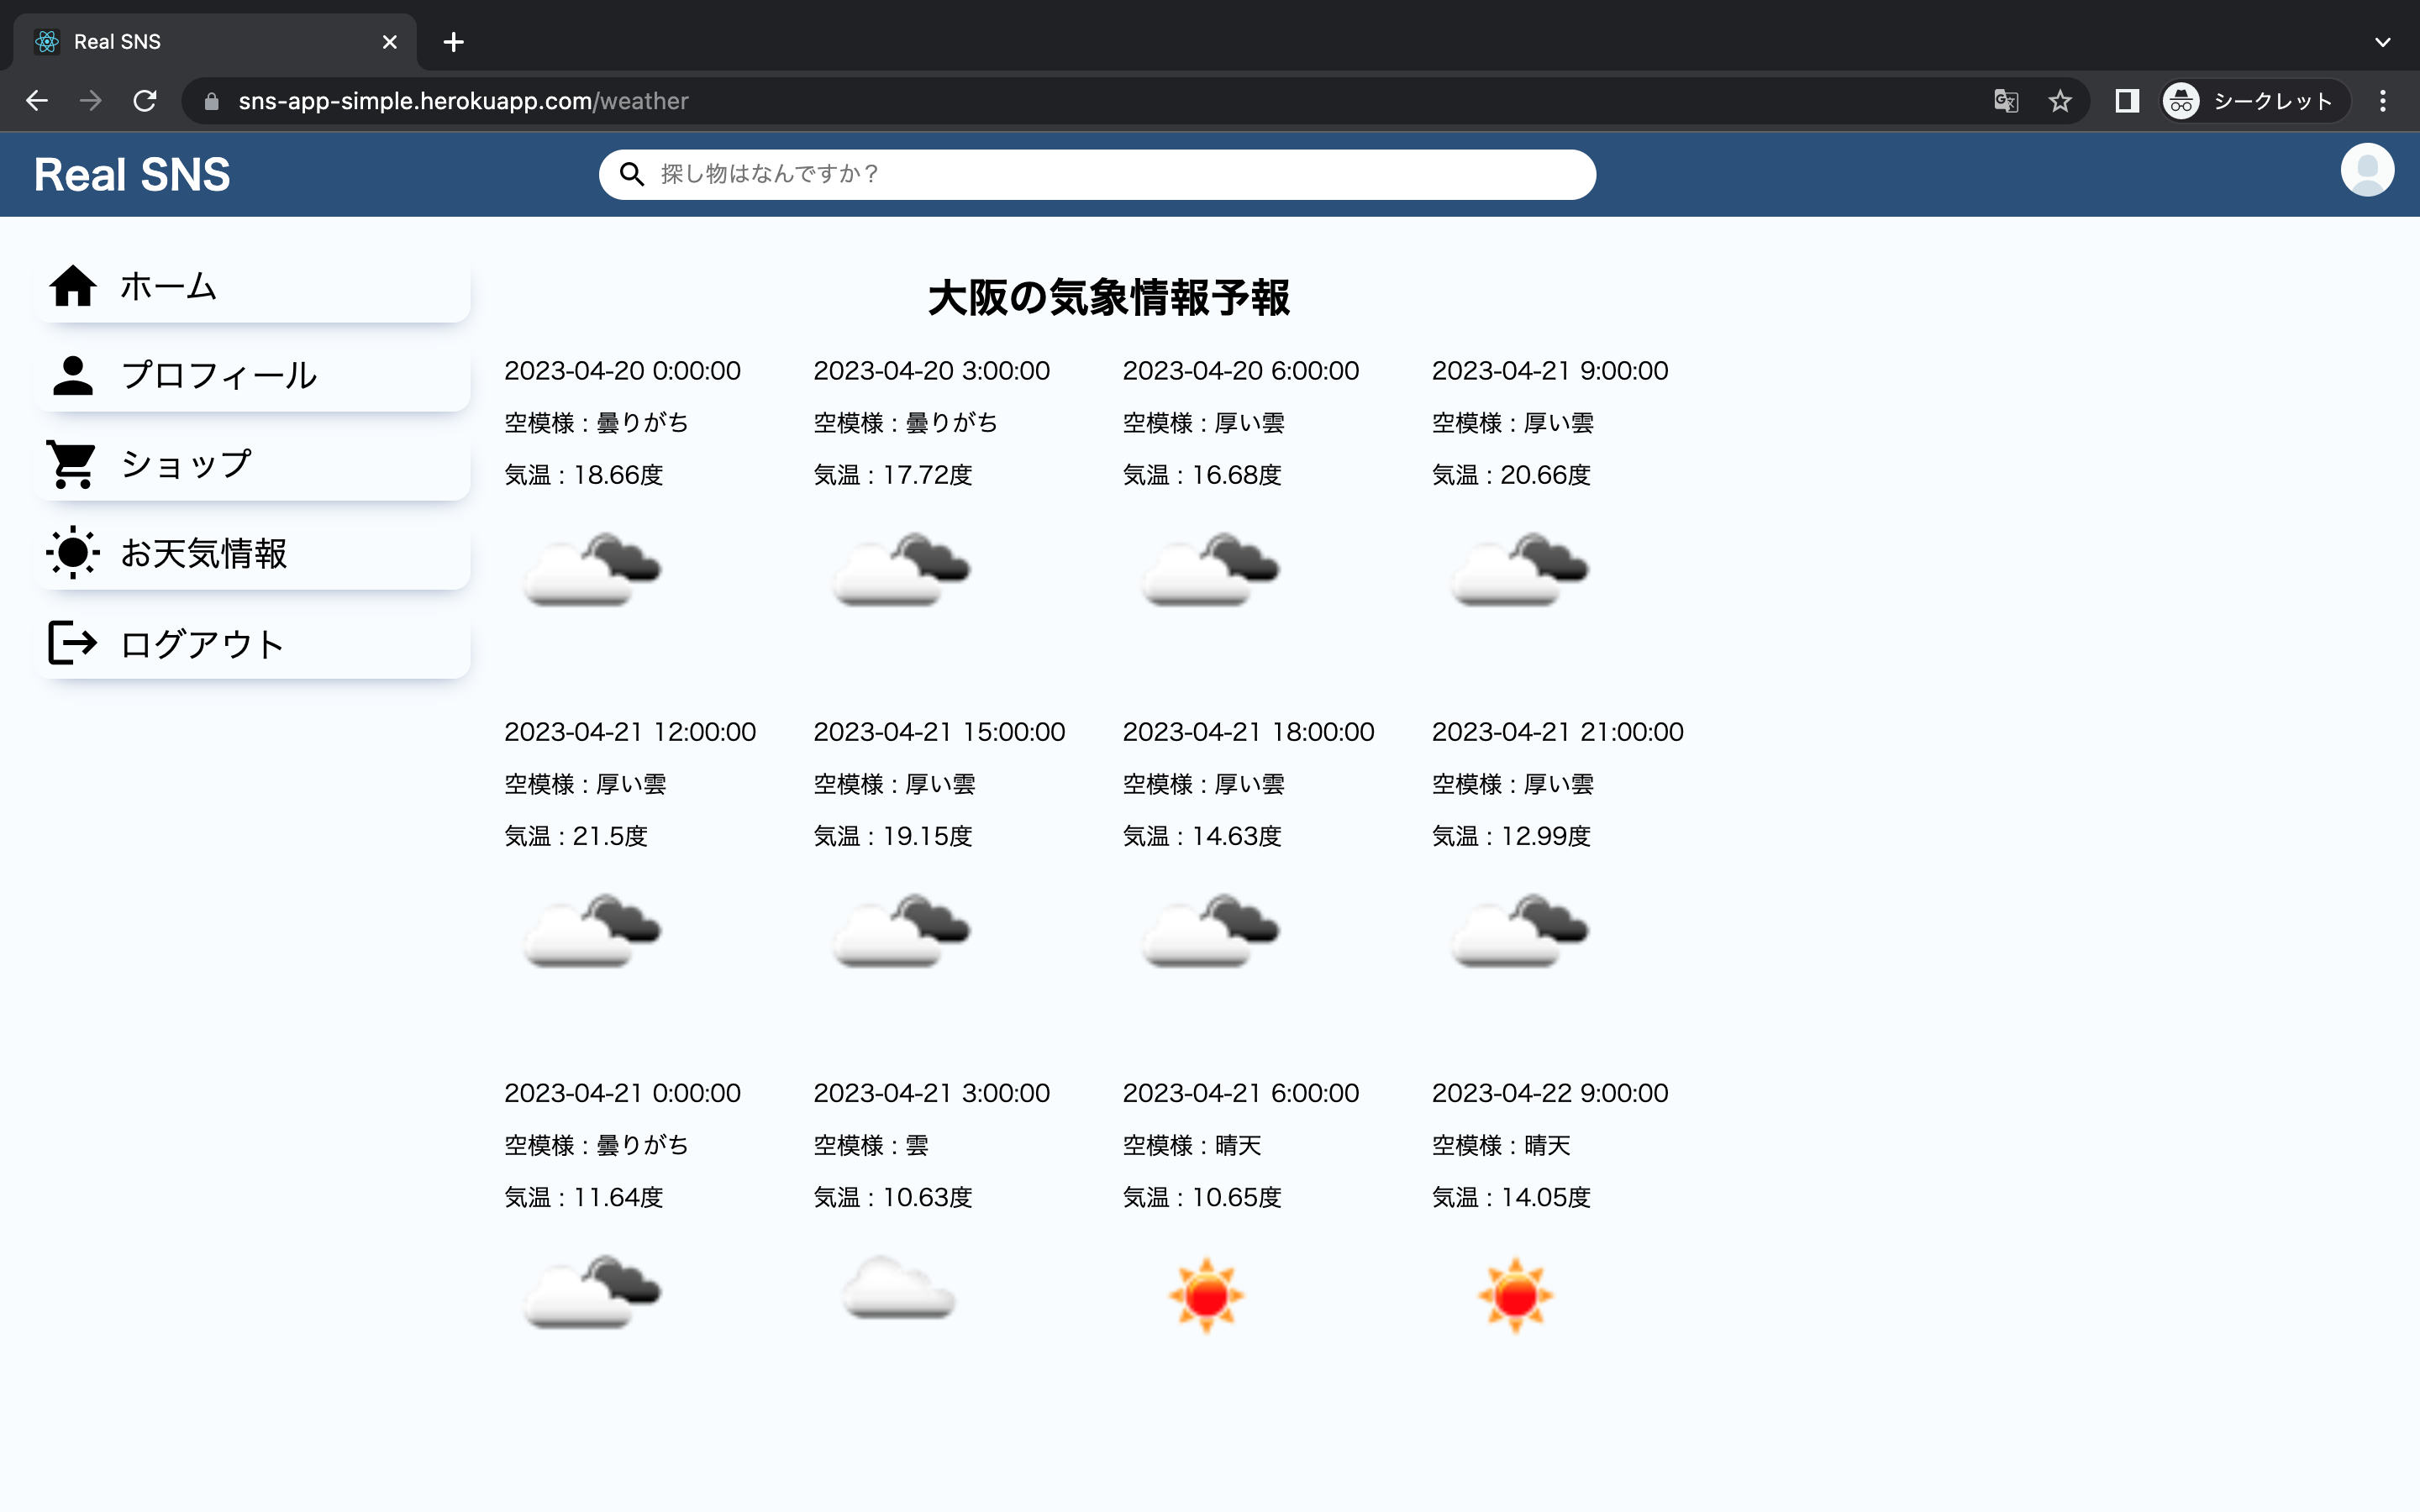 Real SNS
sns-app-simple.herokuapp.com/weather
シークレット
Real SNS
探し物はなんですか？
ホーム
プロフィール
ショップ
お天気情報
ログアウト
大阪の気象情報予報
2023-04-20 0:00:00 2023-04-20 3:00:00 2023-04-20 6:00:00 2023-04-21 9:00:00
空模様 : 曇りがち 空模様 : 曇りがち 空模様 : 厚い雲 空模様 : 厚い雲
気温 : 18.66度 気温 : 17.72度 気温 : 16.68度 気温 : 20.66度
2023-04-21 12:00:00 2023-04-21 15:00:00 2023-04-21 18:00:00 2023-04-21 21:00:00
空模様 : 厚い雲 空模様 : 厚い雲 空模様 : 厚い雲 空模様 : 厚い雲
気温 : 21.5度 気温 : 19.15度 気温 : 14.63度 気温 : 12.99度
2023-04-21 0:00:00 2023-04-21 3:00:00 2023-04-21 6:00:00 2023-04-22 9:00:00
空模様 : 曇りがち 空模様 : 雲 空模様 : 晴天 空模様 : 晴天
気温 : 11.64度 気温 : 10.63度 気温 : 10.65度 気温 : 14.05度